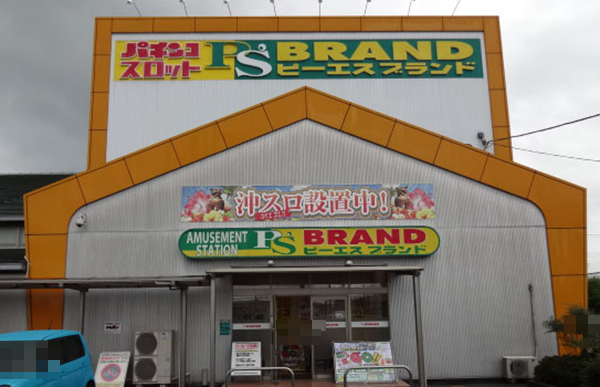 パチンコ
スロット
P'S BRAND
ピーエスブランド
沖スロ設置中!
AMUSEMENT
STATION
P'S BRAND
ピーエスブランド